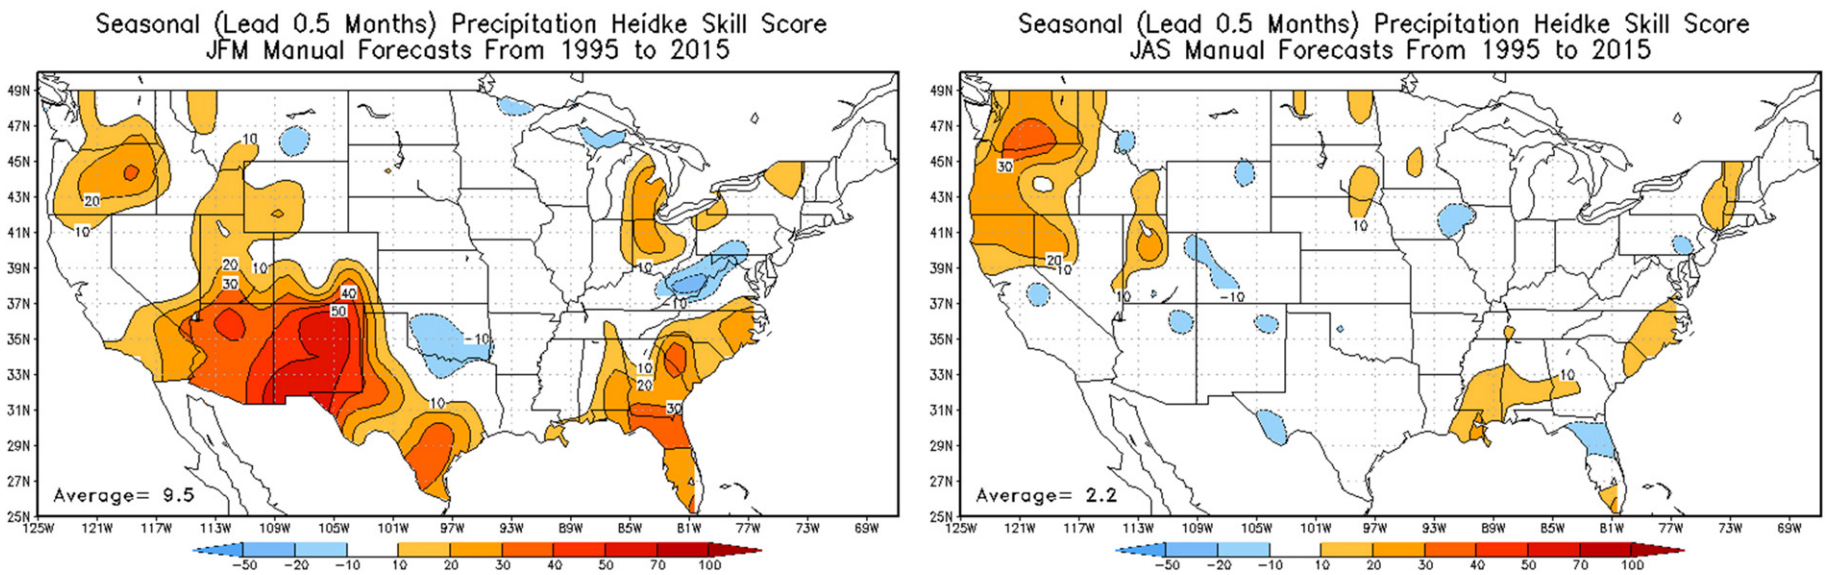 Seasonal (Lead 0.5 Months) Precipitation Heidke Skill Score
JFM Manual Forecasts From 1995 to 2015
49N
47N
45N
43N
41N
39N
37N
35N
33N
31N
29N
27N
25N
10
20
10
20
10
30
40
50
10
-10
-10
10
10
20
30
Average= 9.5
125W 121W 117W 113W 109W 105W 101W 97W 93W 89W 85W 81W 77W 73W 69W
-50 -20 -10 10 20 30 40 50 70 100
Seasonal (Lead 0.5 Months) Precipitation Heidke Skill Score
JAS Manual Forecasts From 1995 to 2015
49N
47N
45N
43N
41N
39N
37N
35N
33N
31N
29N
27N
25N
30
10
20
10
10
-10
10
Average= 2.2
125W 121W 117W 113W 109W 105W 101W 97W 93W 89W 85W 81W 77W 73W 69W
-50 -20 -10 10 20 30 40 50 70 100